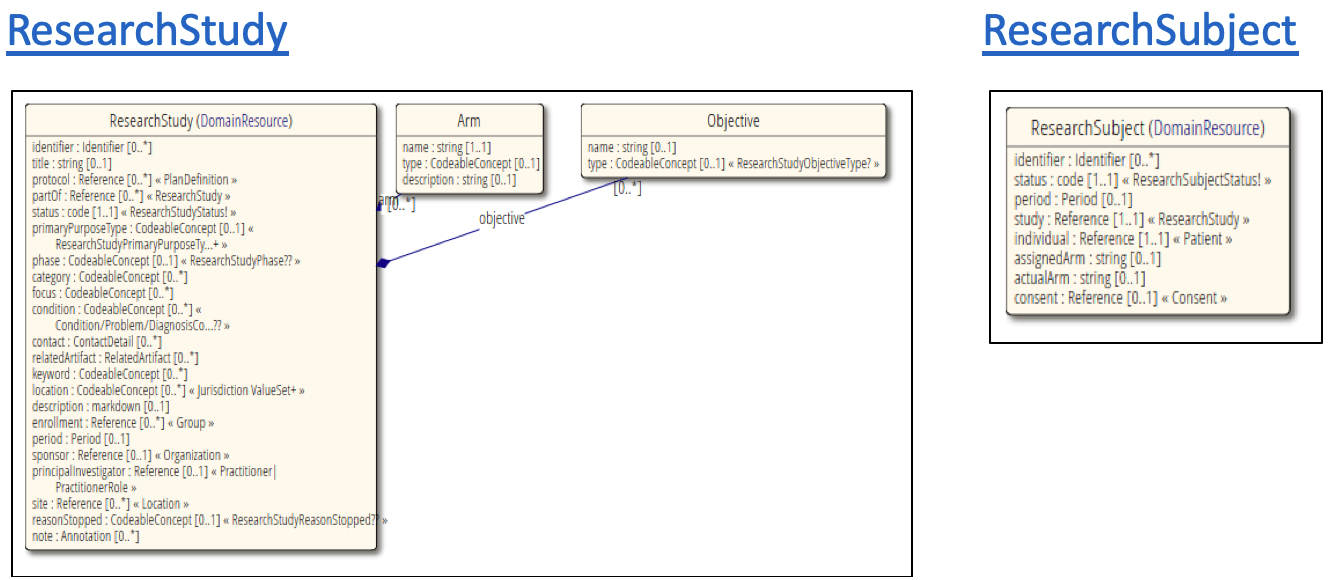 ResearchStudy
ResearchStudy (DomainResource)
identifier : Identifier [0..*]
title : string [0..1]
protocol : Reference [0..*] « PlanDefinition »
partOf : Reference [0..*] « ResearchStudy »
status : code [1..1] « ResearchStudyStatus! »
primaryPurposeType : CodeableConcept [0..1] «
ResearchStudyPrimaryPurposeTy...+ »
phase : CodeableConcept [0..1] « ResearchStudyPhase?? »
category : CodeableConcept [0..*]
focus : CodeableConcept [0..*]
condition : CodeableConcept [0..*] «
Condition/Problem/DiagnosisCo...?? »
contact : ContactDetail [0..*]
relatedArtifact : RelatedArtifact [0..*]
keyword : CodeableConcept [0..*]
location : CodeableConcept [0..*] « Jurisdiction ValueSet+ »
description : markdown [0..1]
enrollment : Reference [0..*] « Group »
period : Period [0..1]
sponsor : Reference [0..1] « Organization »
principalInvestigator : Reference [0..1] « Practitioner|
PractitionerRole »
site : Reference [0..*] « Location »
reasonStopped : CodeableConcept [0..1] « ResearchStudyReasonStopped?? »
note : Annotation [0..*]
Arm
name : string [1..1]
type : CodeableConcept [0..1]
description : string [0..1]
arm
[0..*]
Objective
name : string [0..1]
type : CodeableConcept [0..1] « ResearchStudyObjectiveType? »
[0..*]
objective
ResearchSubject
ResearchSubject (DomainResource)
identifier : Identifier [0..*]
status : code [1..1] « ResearchSubjectStatus! »
period : Period [0..1]
study : Reference [1..1] « ResearchStudy »
individual : Reference [1..1] « Patient »
assignedArm : string [0..1]
actualArm : string [0..1]
consent : Reference [0..1] « Consent »